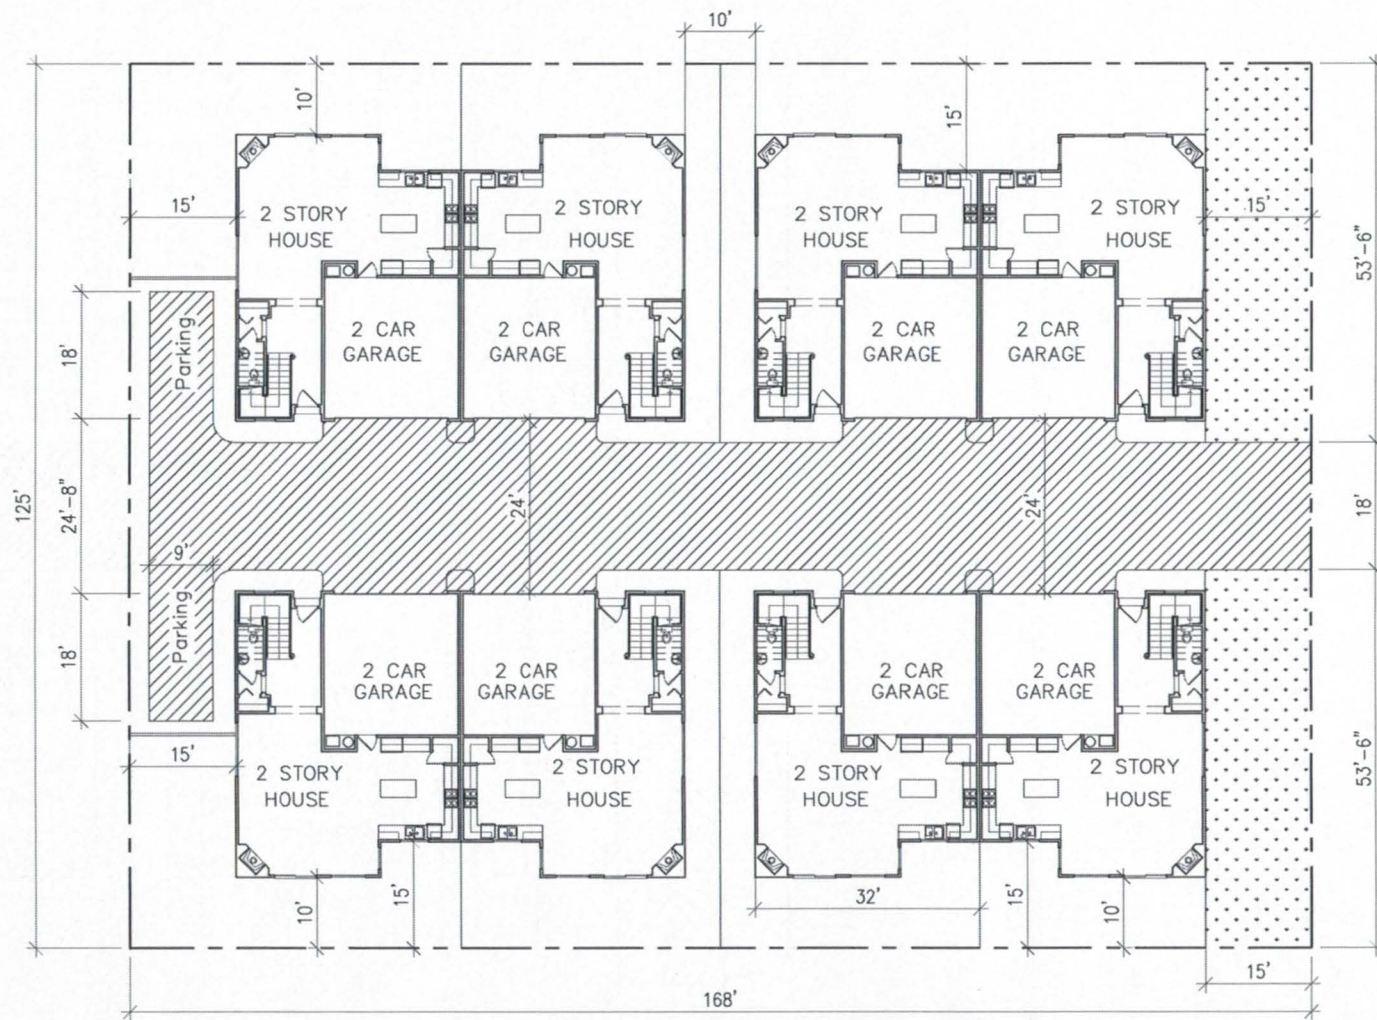 10'
10'
15'
15'
2 STORY
HOUSE
2 STORY
HOUSE
2 STORY
HOUSE
2 STORY
HOUSE
15'
53'-6"
18'
Parking
2 CAR
GARAGE
2 CAR
GARAGE
2 CAR
GARAGE
2 CAR
GARAGE
125'
24'-8"
24'
24'
18'
9'
18'
Parking
2 CAR
GARAGE
2 CAR
GARAGE
2 CAR
GARAGE
2 CAR
GARAGE
15'
2 STORY
HOUSE
2 STORY
HOUSE
2 STORY
HOUSE
2 STORY
HOUSE
53'-6"
10'
15'
32'
15'
10'
15'
168'